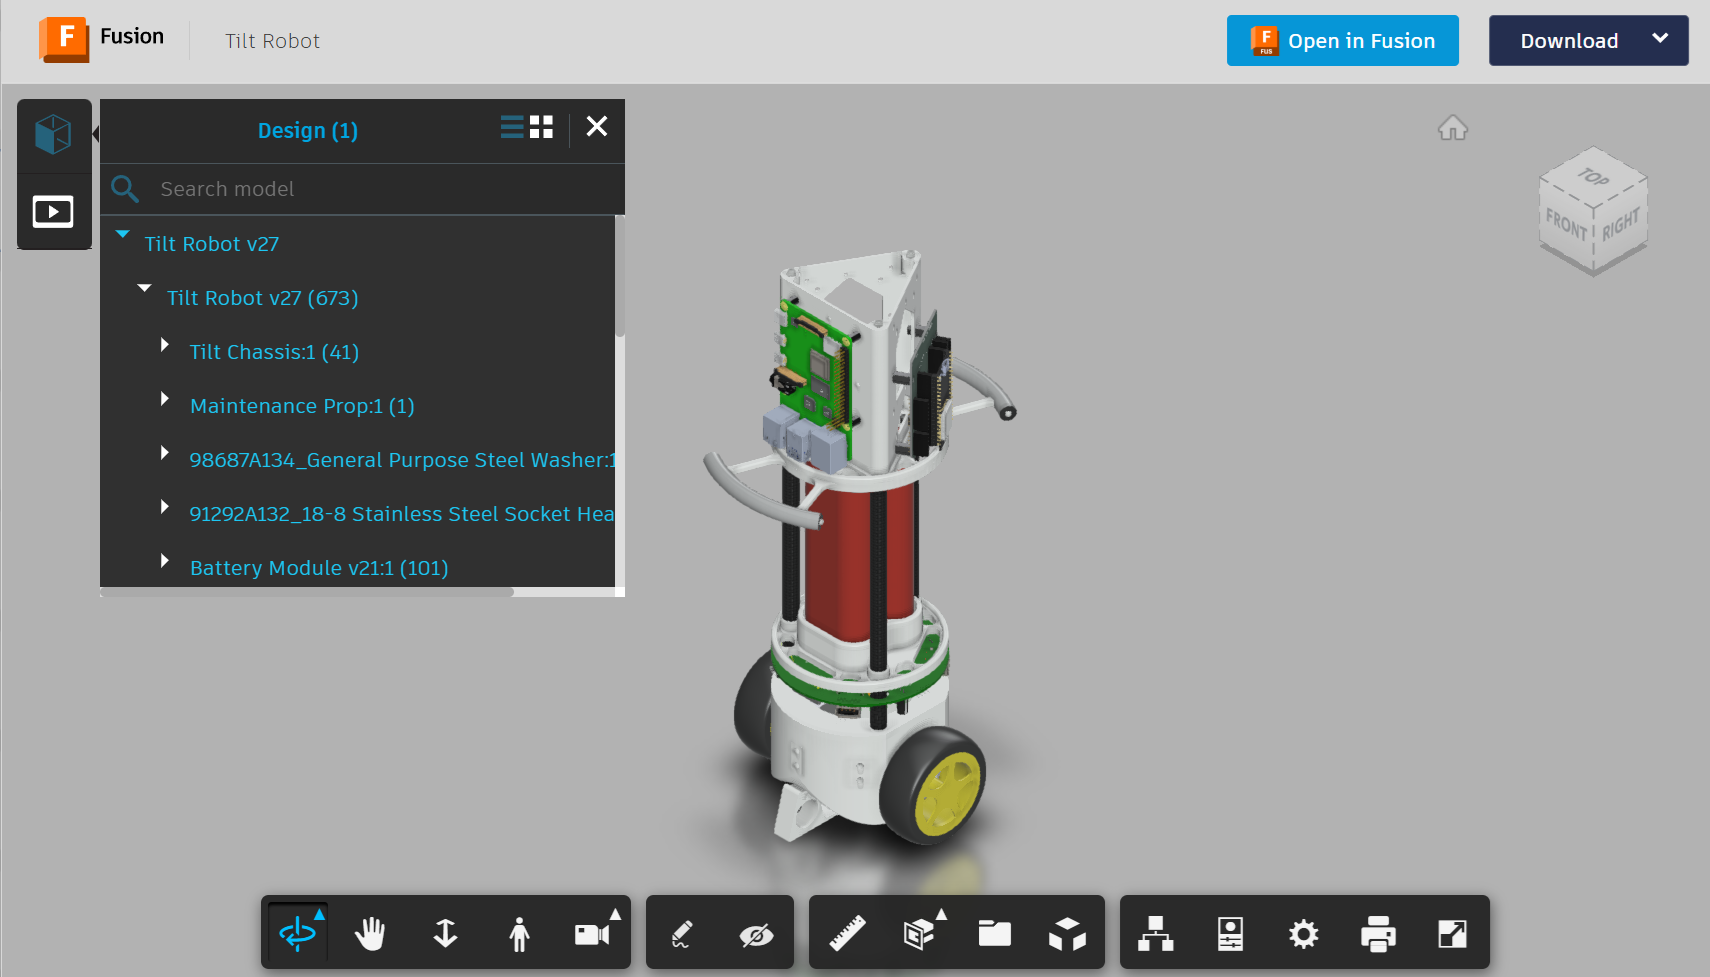 F Fusion
Tilt Robot
F FUS Open in Fusion
Download
Design (1)
Search model
Tilt Robot v27
Tilt Robot v27 (673)
Tilt Chassis:1 (41)
Maintenance Prop:1 (1)
98687A134_General Purpose Steel Washer:1
91292A132_18-8 Stainless Steel Socket Hea
Battery Module v21:1 (101)
TOP
FRONT
RIGHT